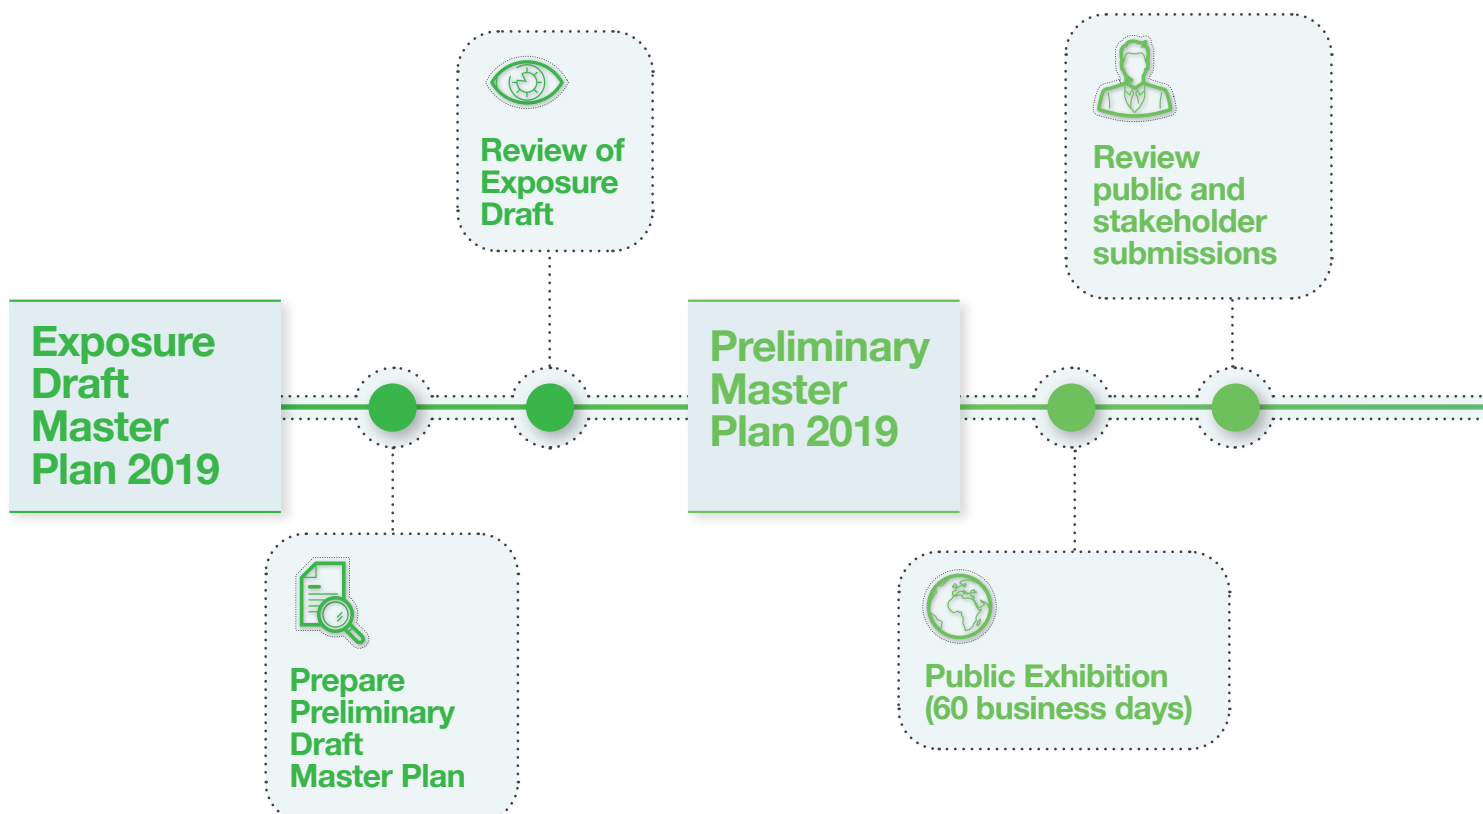 Exposure
Draft
Master
Plan 2019
Prepare
Preliminary
Draft
Master Plan
Review of
Exposure
Draft
Preliminary
Master
Plan 2019
Public Exhibition
(60 business days)
Review
public and
stakeholder
submissions